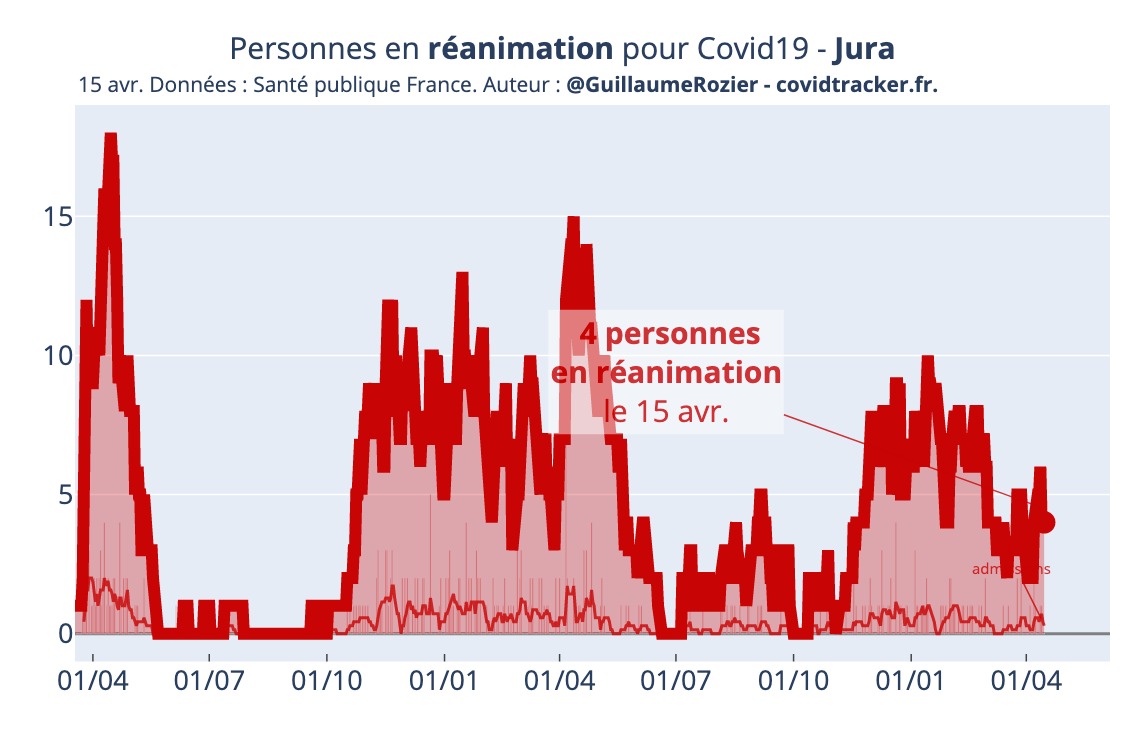 Personnes en réanimation pour Covid19 - Jura
15 avr. Données : Santé publique France. Auteur : @GuillaumeRozier - covidtracker.fr.
15
10
5
0
4 personnes
en réanimation
le 15 avr.
admissions
01/04 01/07 01/10 01/01 01/04 01/07 01/10 01/01 01/04